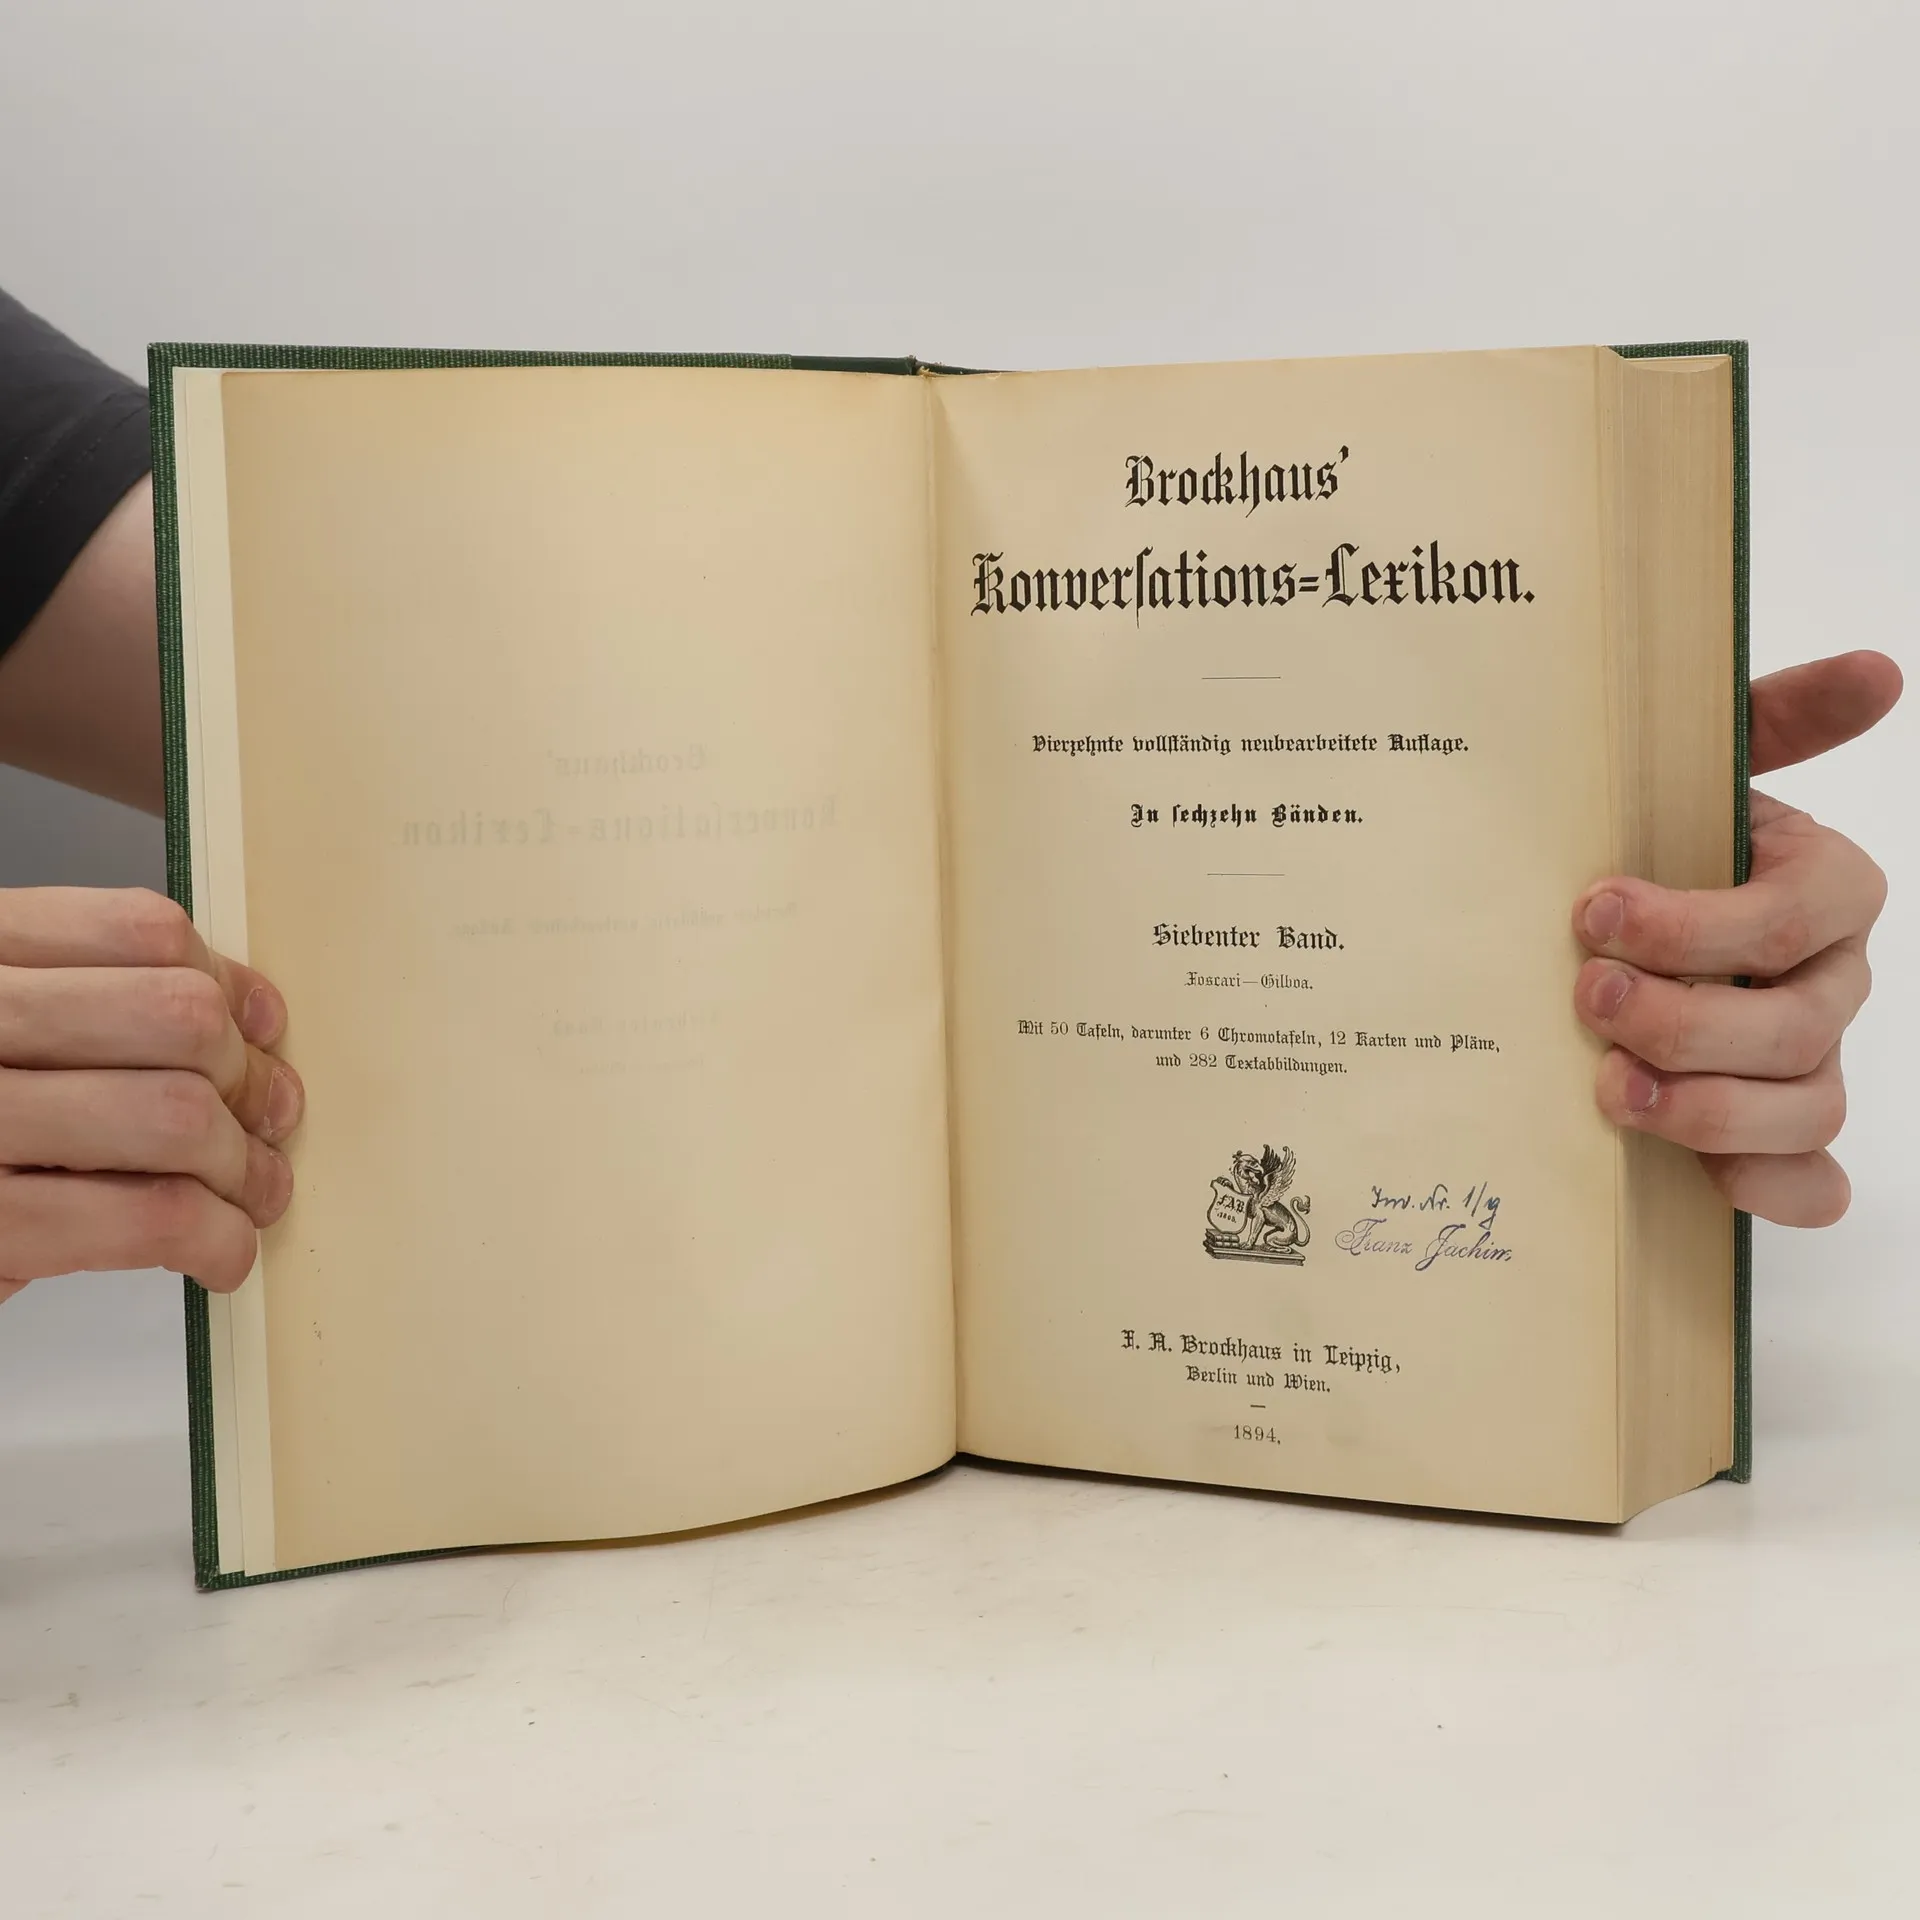 Brockhaus'
Konverſations=Lexikon.
Vierzehnte vollſtändig neubearbeitete Auflage.
In ſechzehn Bänden.
Siebenter Band.
Foscari—Gilboa.
Mit 50 Tafeln, darunter 6 Chromotafeln, 12 Karten und Pläne,
und 282 Textabbildungen.
F.A.B.
Inv. Nr. 1/g
Franz Jachim
F. A. Brockhaus in Leipzig,
Berlin und Wien.
1894.